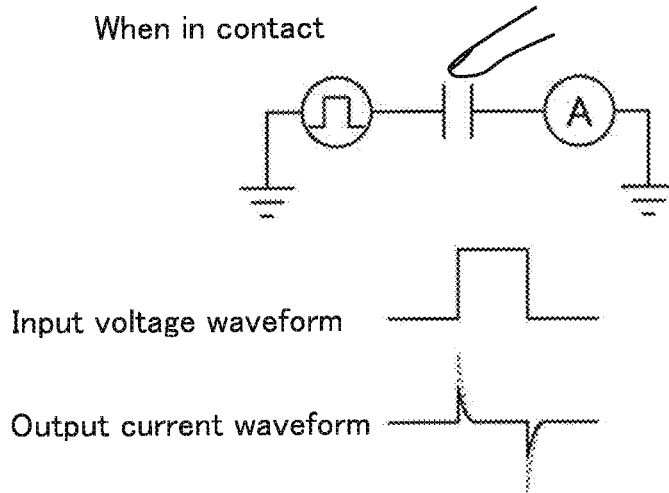 When in contact
A
Input voltage waveform
Output current waveform